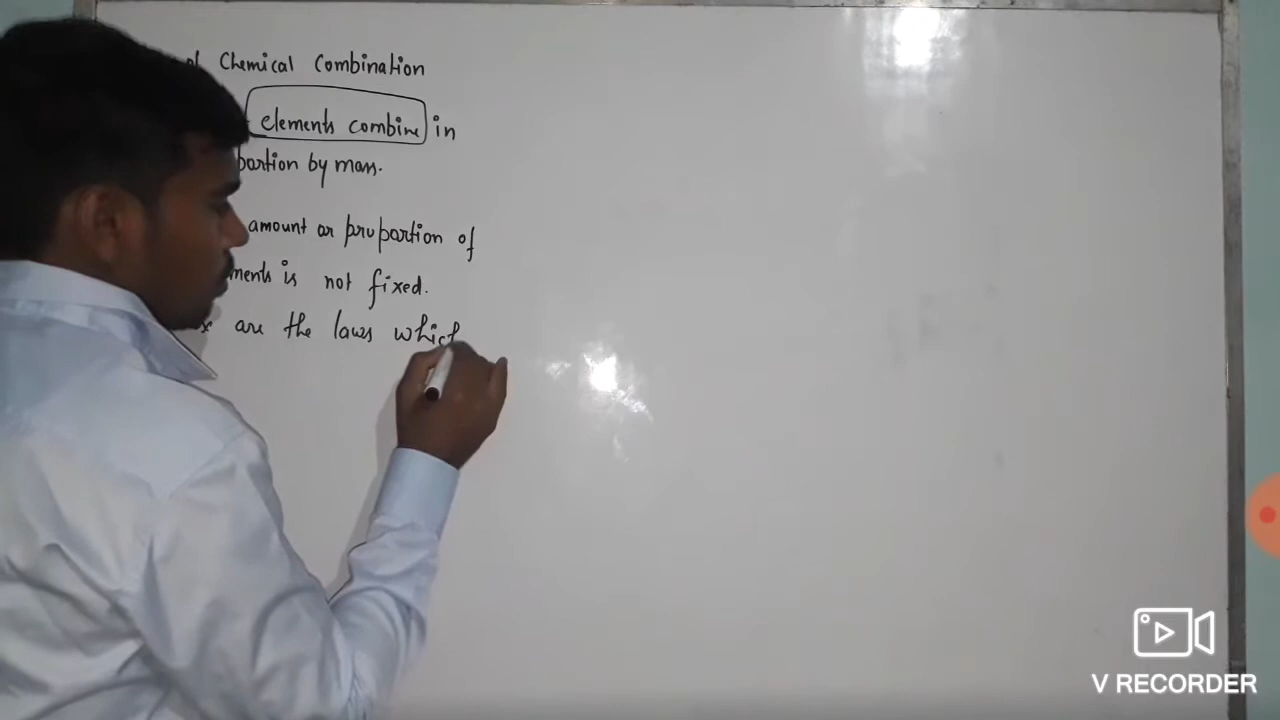 of Chemical Combination
elements combine in
portion by mass.
amount or proportion of
ments is not fixed.
are the laws which
V RECORDER